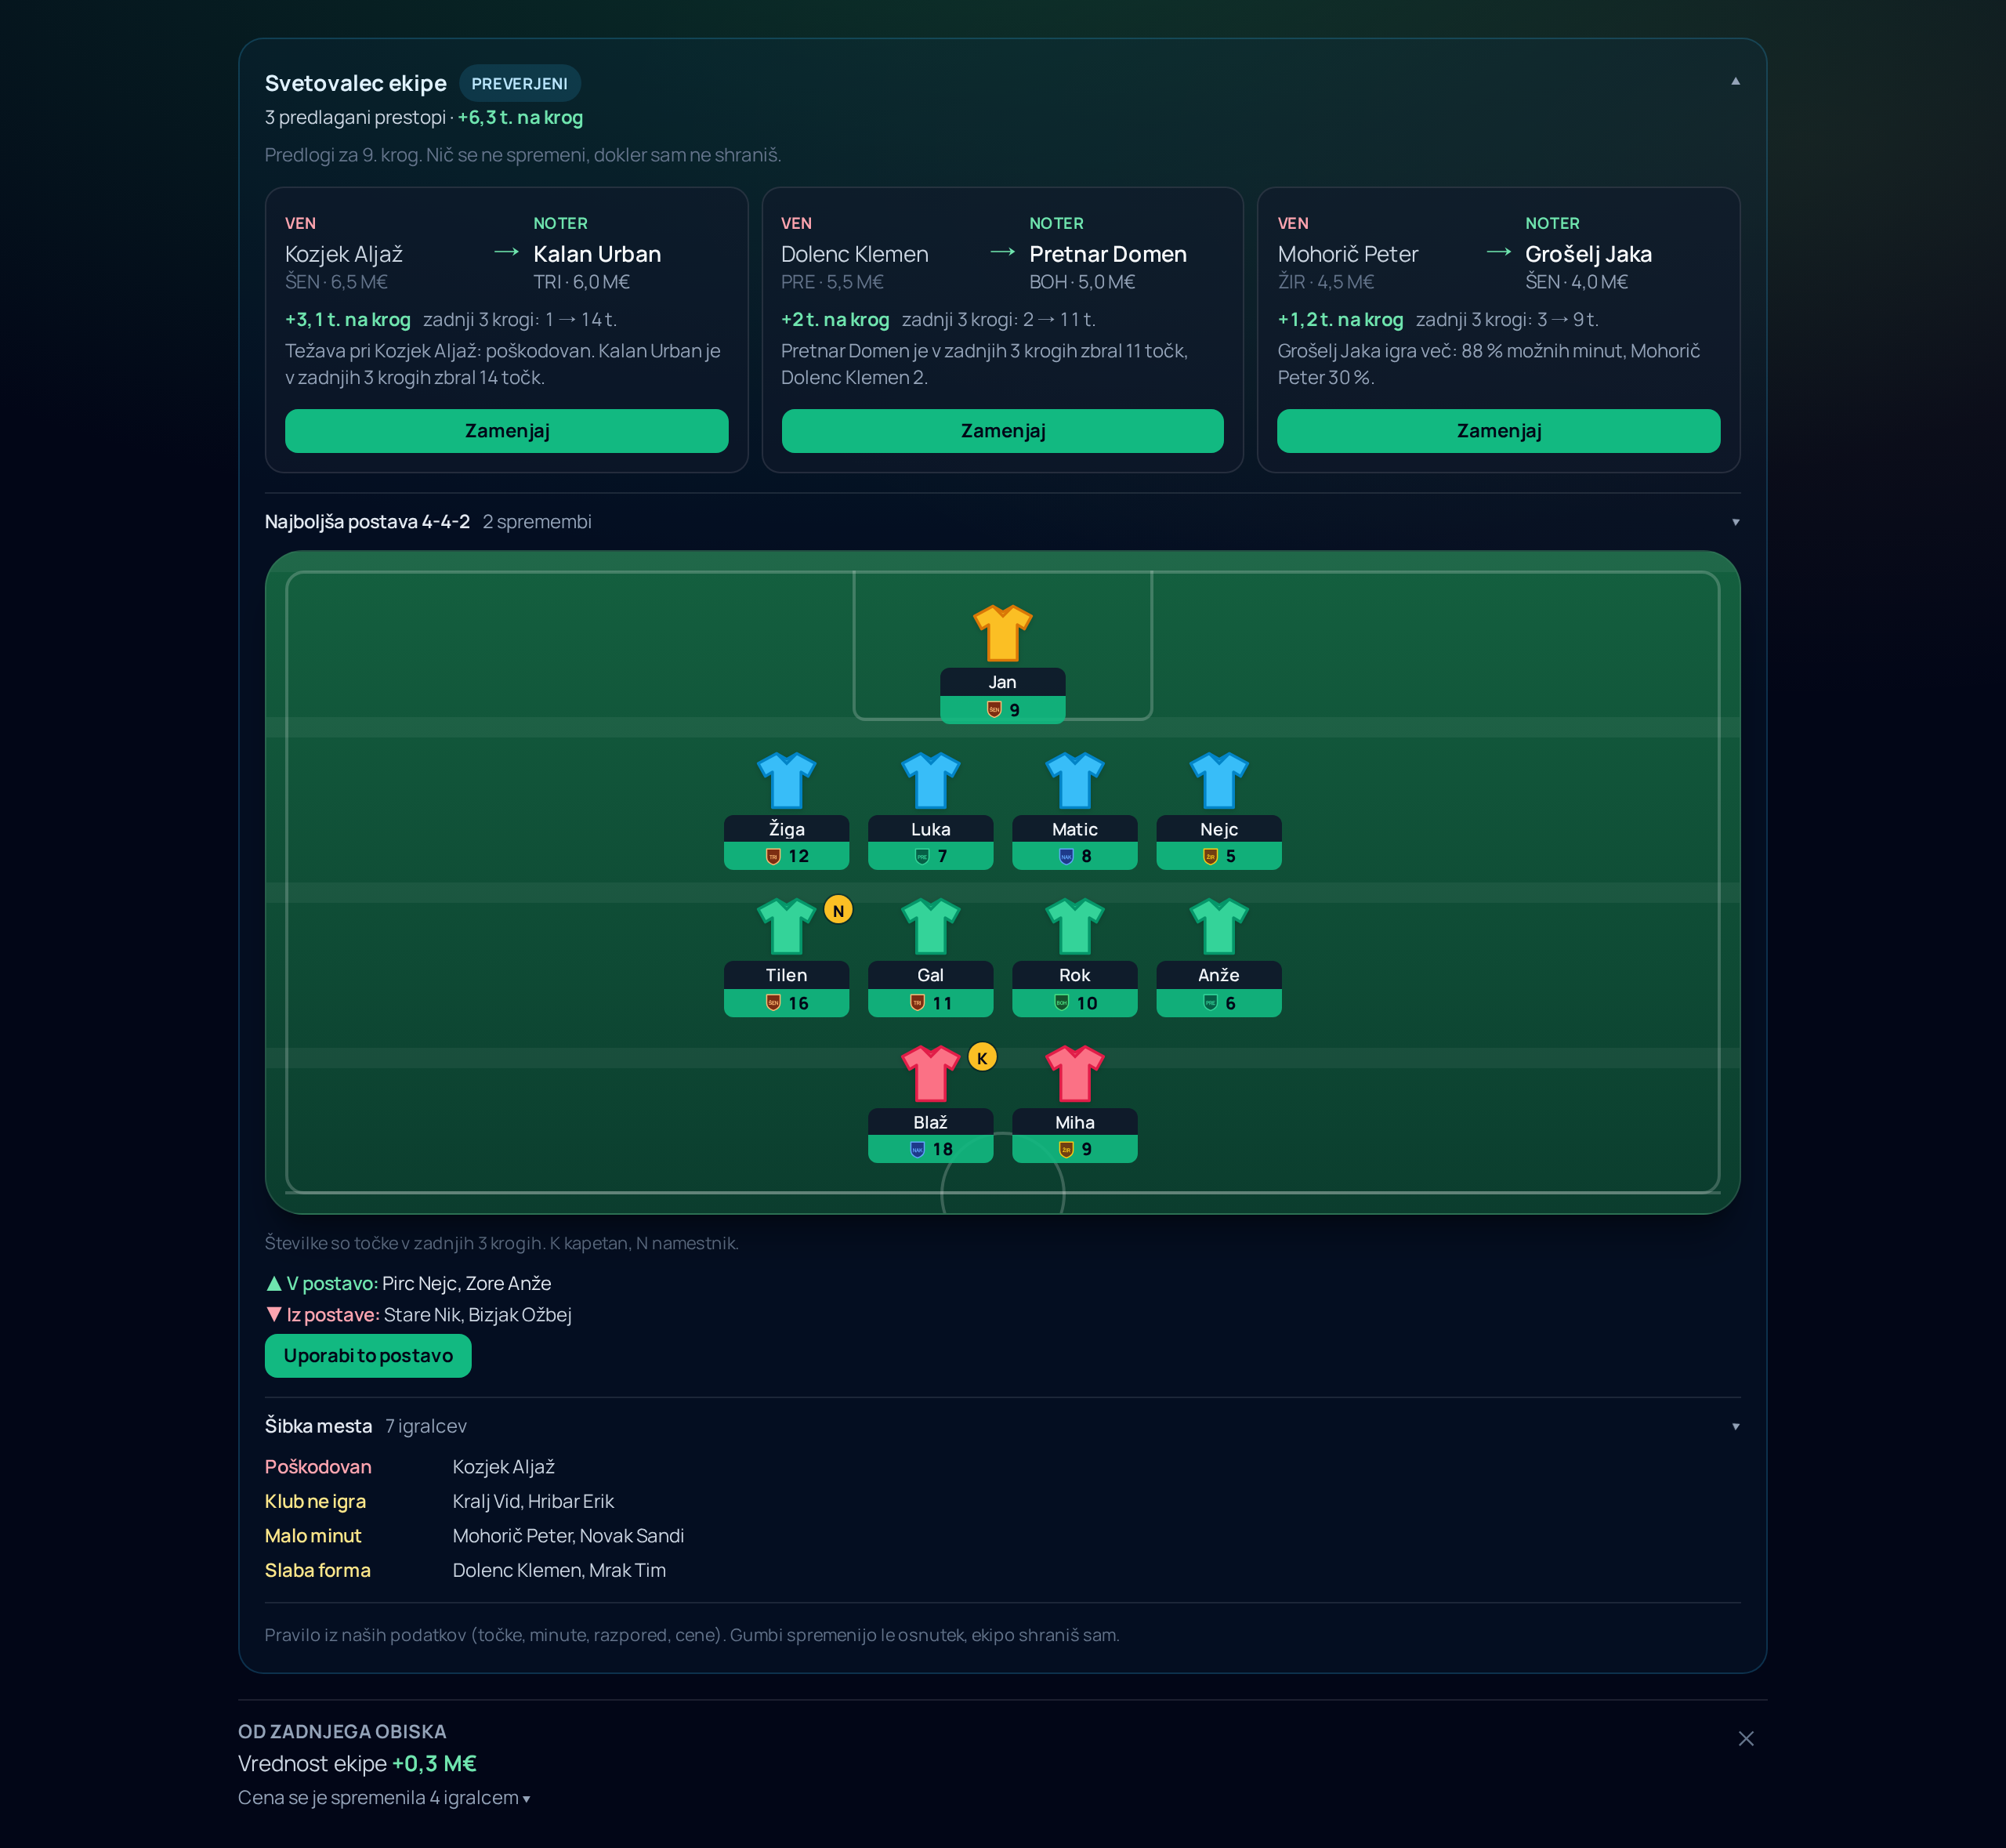 Svetovalec ekipe PREVERJENI ▲
3 predlagani prestopi · +6,3 t. na krog
Predlogi za 9. krog. Nič se ne spremeni, dokler sam ne shraniš.
VEN NOTER
Kozjek Aljaž → Kalan Urban
ŠEN · 6,5 M€ TRI · 6,0 M€
+3,1 t. na krog zadnji 3 krogi: 1 → 14 t.
Težava pri Kozjek Aljaž: poškodovan. Kalan Urban je
v zadnjih 3 krogih zbral 14 točk.
Zamenjaj
VEN NOTER
Dolenc Klemen → Pretnar Domen
PRE · 5,5 M€ BOH · 5,0 M€
+2 t. na krog zadnji 3 krogi: 2 → 11 t.
Pretnar Domen je v zadnjih 3 krogih zbral 11 točk,
Dolenc Klemen 2.
Zamenjaj
VEN NOTER
Mohorič Peter → Grošelj Jaka
ŽIR · 4,5 M€ ŠEN · 4,0 M€
+1,2 t. na krog zadnji 3 krogi: 3 → 9 t.
Grošelj Jaka igra več: 88 % možnih minut, Mohorič
Peter 30 %.
Zamenjaj
Najboljša postava 4-4-2 2 spremembi ▼
Jan
ŠEN 9
Žiga Luka Matic Nejc
TRI 12 PRE 7 NAK 8 ŽIR 5
N
Tilen Gal Rok Anže
ŠEN 16 TRI 11 BOH 10 PRE 6
K
Blaž Miha
NAK 18 ŽIR 9
Številke so točke v zadnjih 3 krogih. K kapetan, N namestnik.
▲ V postavo: Pirc Nejc, Zore Anže
▼ Iz postave: Stare Nik, Bizjak Ožbej
Uporabi to postavo
Šibka mesta 7 igralcev ▼
Poškodovan Kozjek Aljaž
Klub ne igra Kralj Vid, Hribar Erik
Malo minut Mohorič Peter, Novak Sandi
Slaba forma Dolenc Klemen, Mrak Tim
Pravilo iz naših podatkov (točke, minute, razpored, cene). Gumbi spremenijo le osnutek, ekipo shraniš sam.
OD ZADNJEGA OBISKA
Vrednost ekipe +0,3 M€
Cena se je spremenila 4 igralcem ▼